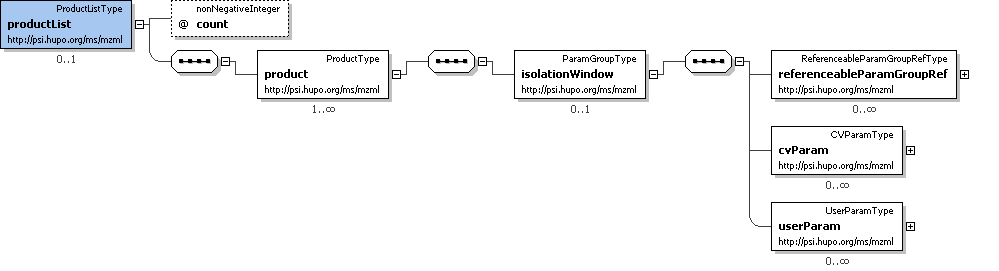 ProductListType
productList
http://psi.hupo.org/ms/mzml
0..1
nonNegativeInteger
@ count
ProductType
product
http://psi.hupo.org/ms/mzml
1..∞
ParamGroupType
isolationWindow
http://psi.hupo.org/ms/mzml
0..1
ReferenceableParamGroupRefType
referenceableParamGroupRef
http://psi.hupo.org/ms/mzml
0..∞
CVParamType
cvParam
http://psi.hupo.org/ms/mzml
0..∞
UserParamType
userParam
http://psi.hupo.org/ms/mzml
0..∞